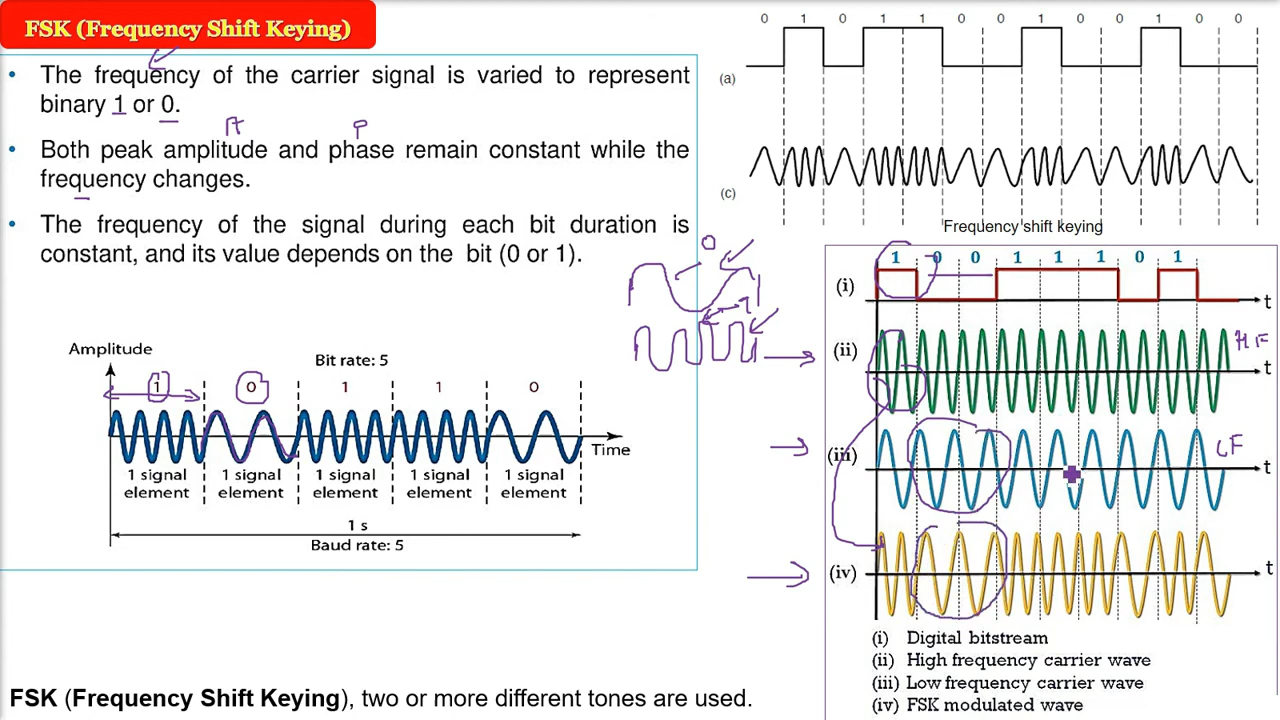 FSK (Frequency Shift Keying)
• The frequency of the carrier signal is varied to represent
binary 1 or 0.
A P
• Both peak amplitude and phase remain constant while the
frequency changes.
• The frequency of the signal during each bit duration is
constant, and its value depends on the bit (0 or 1).
Amplitude
Bit rate: 5
1 0 1 1 0
Time
1 signal element
1 signal element
1 signal element
1 signal element
1 signal element
1 s
Baud rate: 5
FSK (Frequency Shift Keying), two or more different tones are used.
0 1 0 1 1 0 0 1 0 0 1 0 0
(a)
(c)
Frequency shift keying
0
1
1 0 0 1 1 1 0 1
(i) t
(ii) t
HF
(iii) t
LF
(iv) t
(i) Digital bitstream
(ii) High frequency carrier wave
(iii) Low frequency carrier wave
(iv) FSK modulated wave